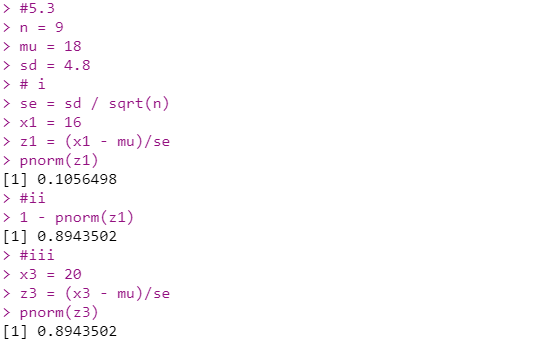 > #5.3
> n = 9
> mu = 18
> sd = 4.8
> # i
> se = sd / sqrt(n)
> x1 = 16
> z1 = (x1 - mu)/se
> pnorm(z1)
[1] 0.1056498
> #ii
> 1 - pnorm(z1)
[1] 0.8943502
> #iii
> x3 = 20
> z3 = (x3 - mu)/se
> pnorm(z3)
[1] 0.8943502